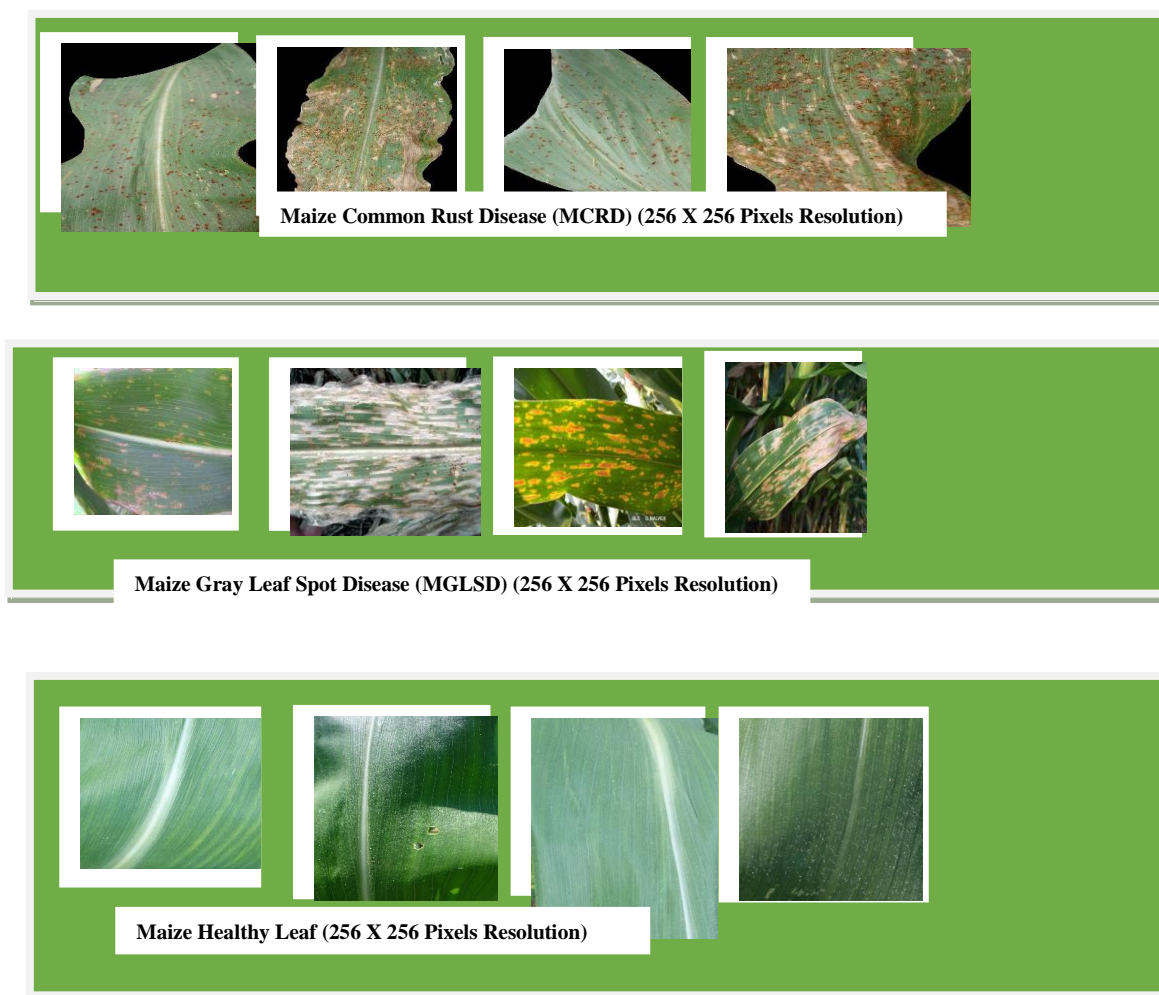 Maize Common Rust Disease (MCRD) (256 X 256 Pixels Resolution)
Maize Gray Leaf Spot Disease (MGLSD) (256 X 256 Pixels Resolution)
Maize Healthy Leaf (256 X 256 Pixels Resolution)